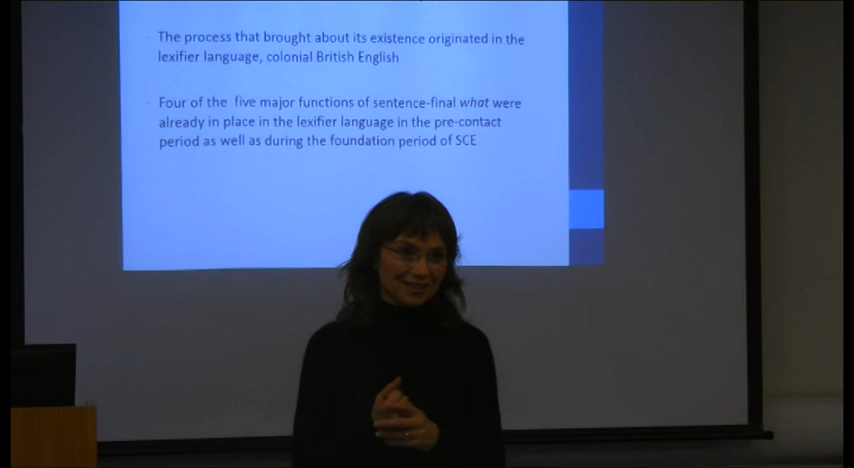 The process that brought about its existence originated in the
lexifier language, colonial British English
Four of the five major functions of sentence-final what were
already in place in the lexifier language in the pre-contact
period as well as during the foundation period of SCE